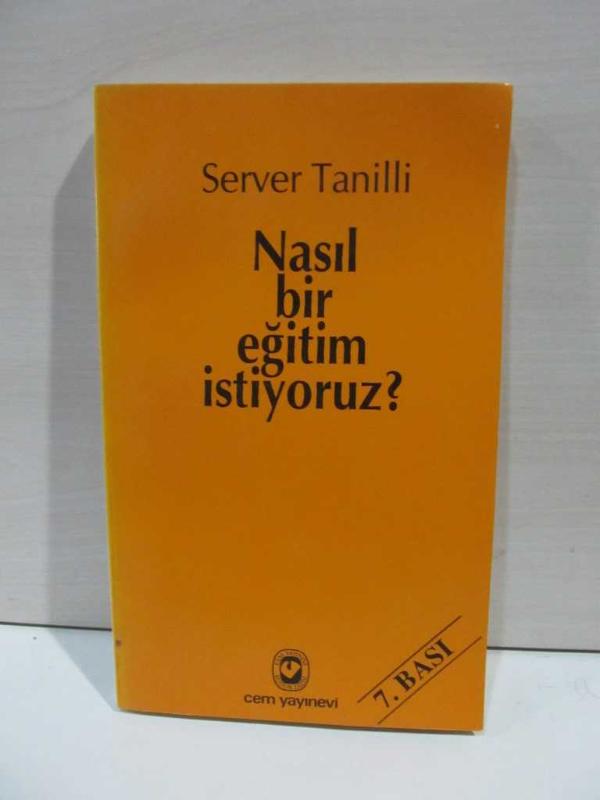 Server Tanilli
Nasıl
bir
eğitim
istiyoruz?
7. BASI
cem yayınevi